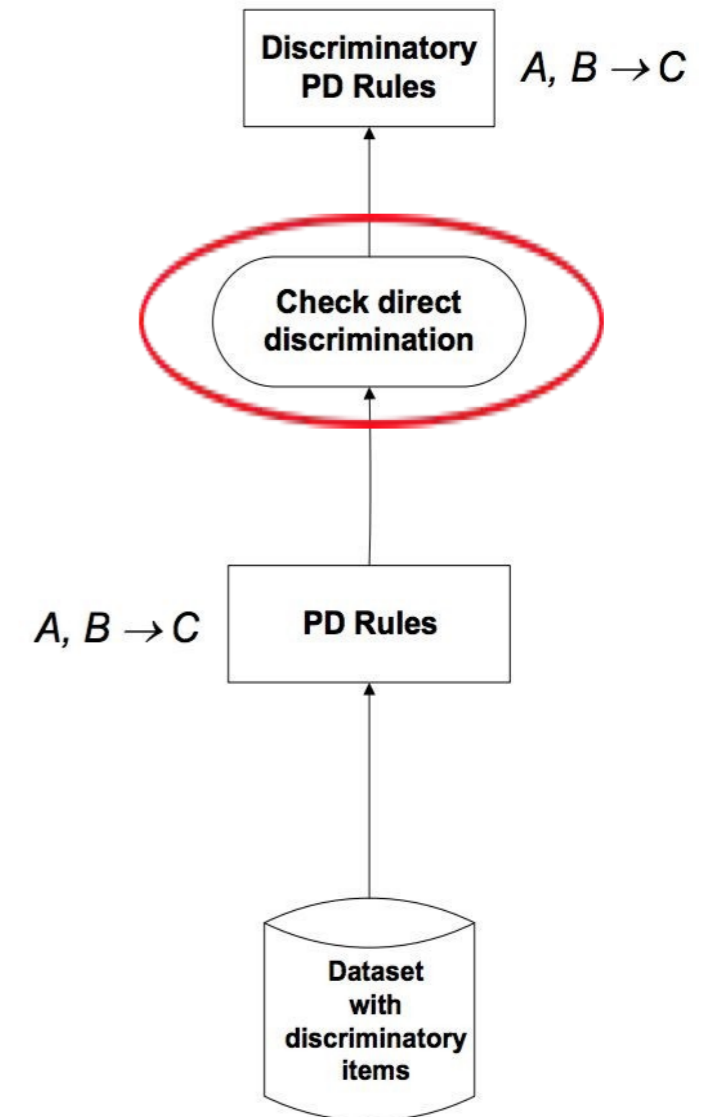 Discriminatory
PD Rules
A, B → C
Check direct
discrimination
A, B → C
PD Rules
Dataset
with
discriminatory
items